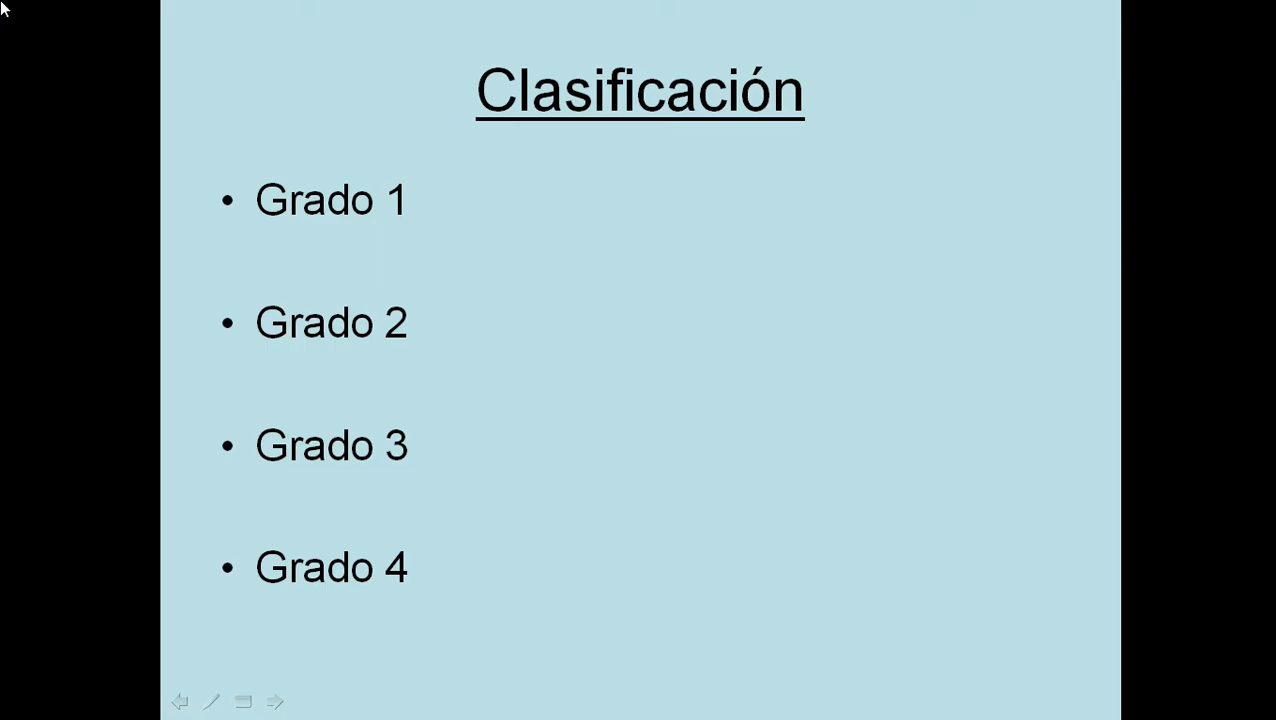 Clasificación
• Grado 1
• Grado 2
• Grado 3
• Grado 4